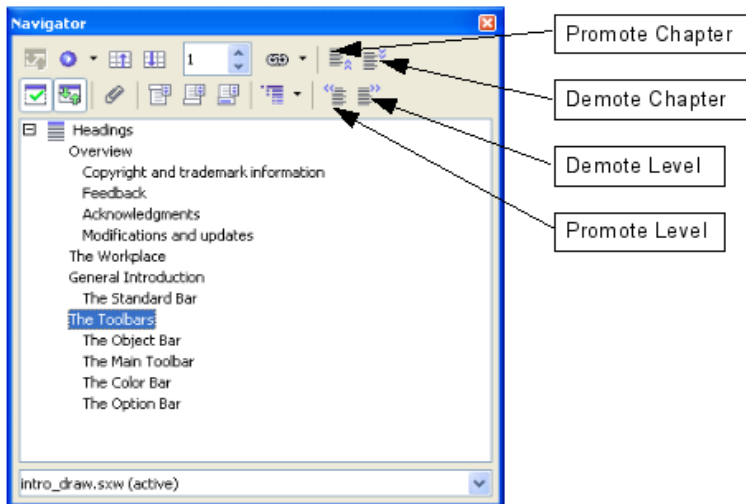 Navigator
Promote Chapter
1
Demote Chapter
Headings
Overview
Copyright and trademark information
Demote Level
Feedback
Acknowledgments
Modifications and updates
Promote Level
The Workplace
General Introduction
The Standard Bar
The Toolbars
The Object Bar
The Main Toolbar
The Color Bar
The Option Bar
intro_draw.sxw (active)